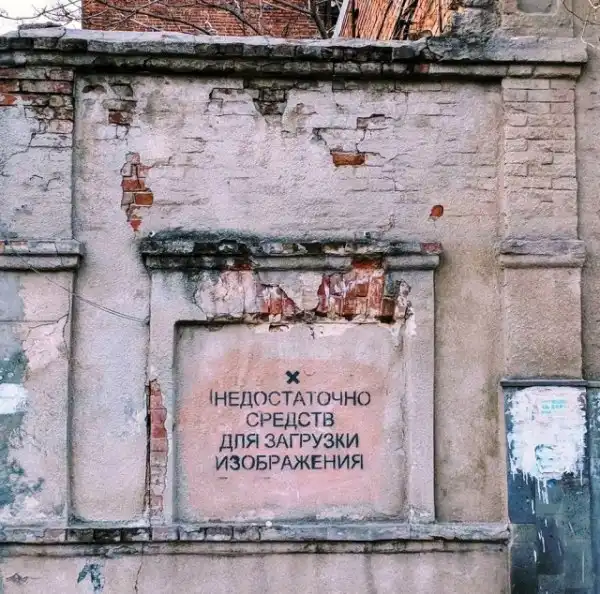 ×
НЕДОСТАТОЧНО
СРЕДСТВ
ДЛЯ ЗАГРУЗКИ
ИЗОБРАЖЕНИЯ